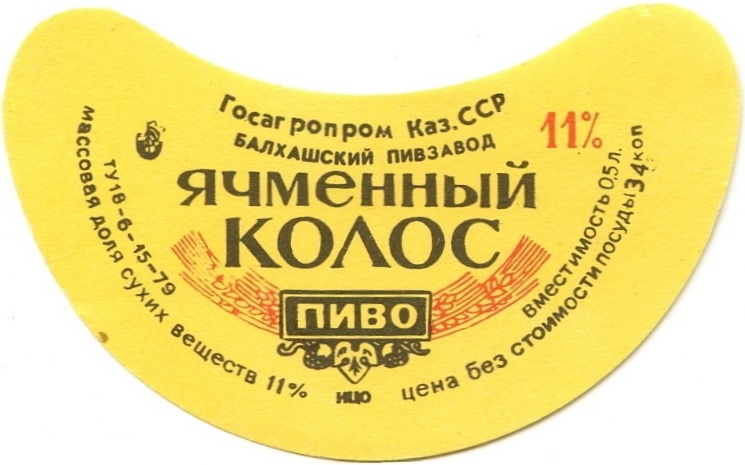 Госагропром Каз.ССР
БАЛХАШСКИЙ ПИВЗАВОД
11%
ЯЧМЕННЫЙ
КОЛОС
ПИВО
ТУ18-6-15-79
массовая доля сухих веществ 11%
ИЦО
вместимость 0,5 л.
цена без стоимости посуды 34 коп